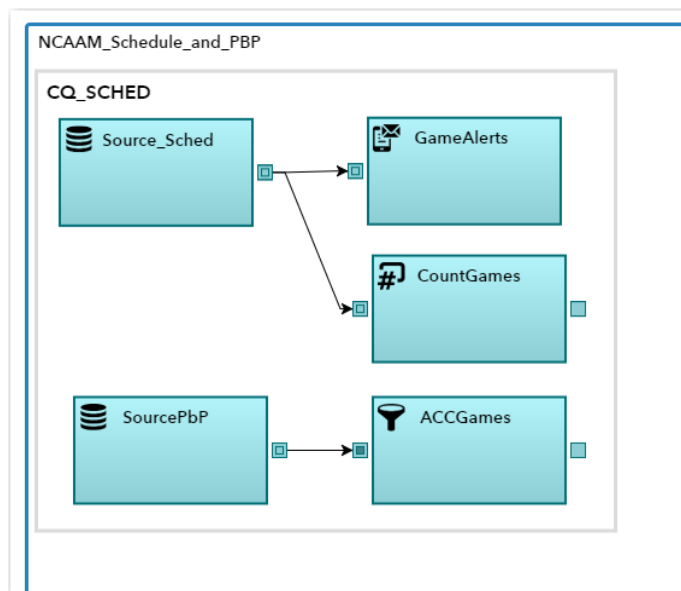 NCAAM_Schedule_and_PBP
CQ_SCHED
Source_Sched
GameAlerts
CountGames
SourcePbP
ACCGames